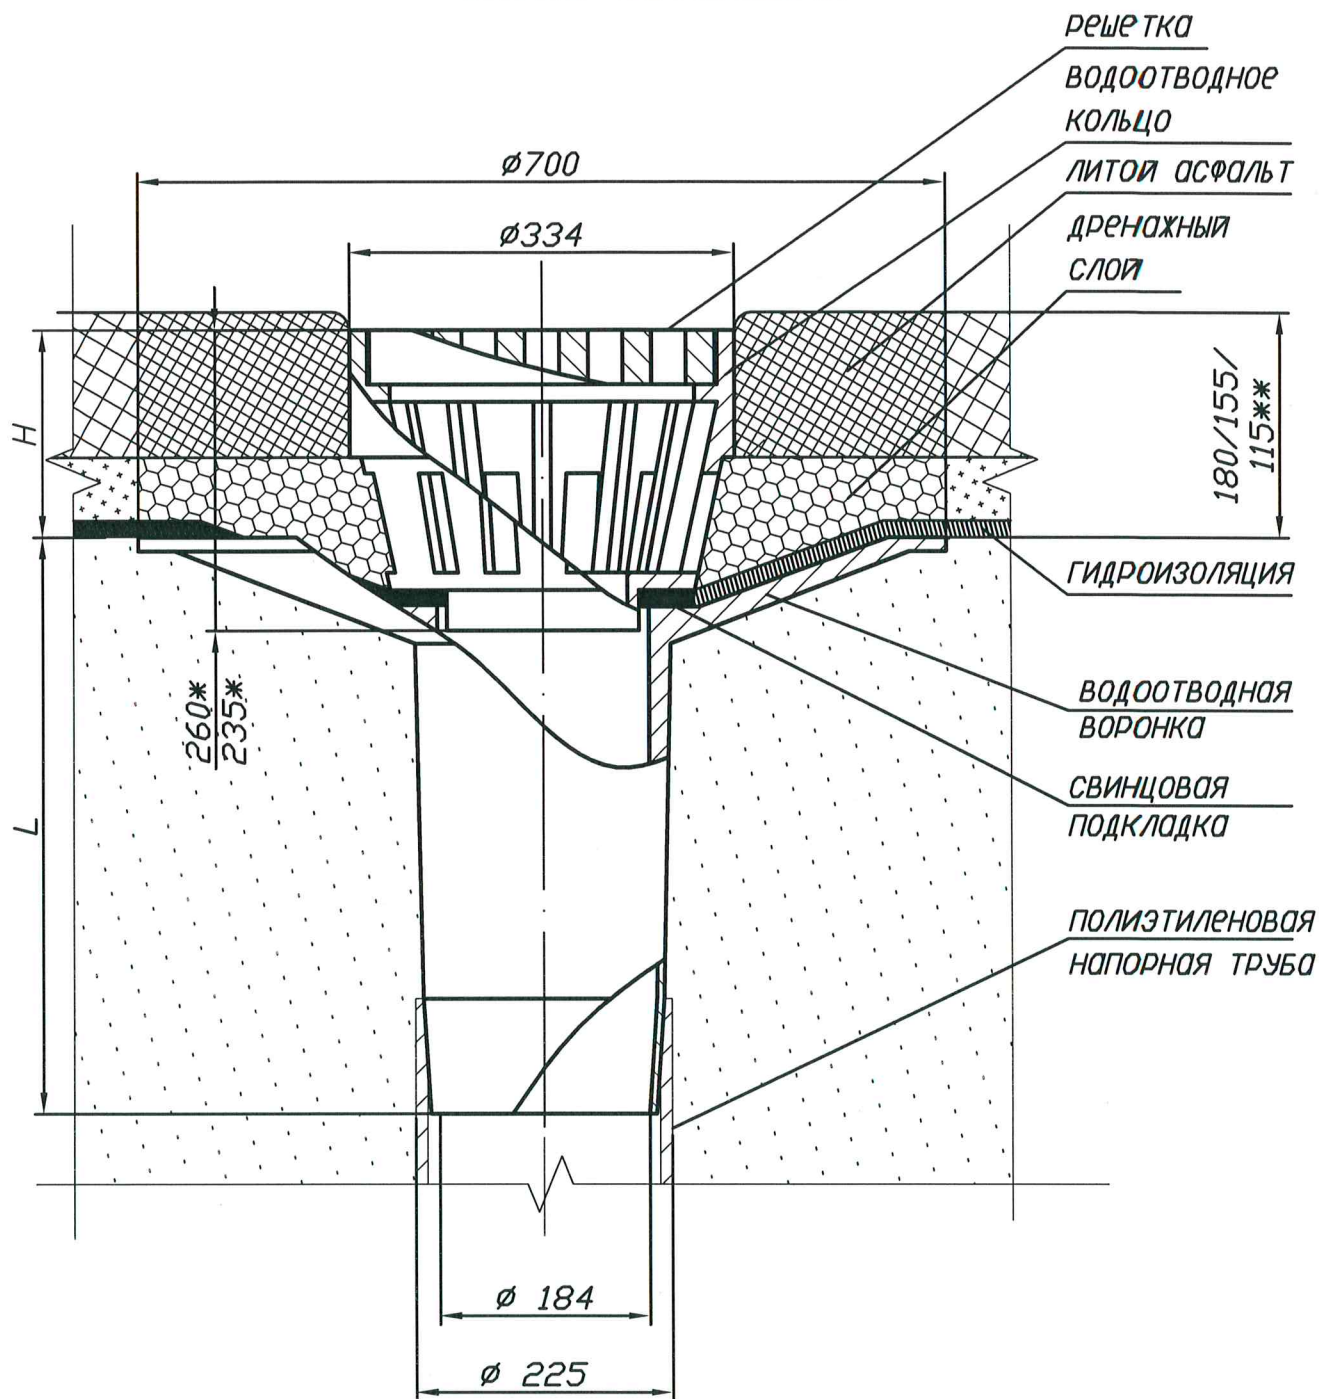 решетка
водоотводное
кольцо
литой асфальт
дренажный
слой
ø700
ø334
H
180/155/
115**
гидроизоляция
260*
235*
водоотводная
воронка
свинцовая
подкладка
L
полиэтиленовая
напорная труба
ø 184
ø 225